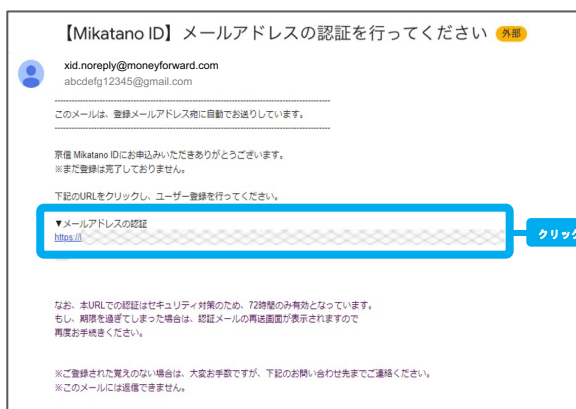 【Mikatano ID】メールアドレスの認証を行ってください 外部
xid.noreply@moneyforward.com
abcdefg12345@gmail.com
このメールは、登録メールアドレス宛に自動でお送りしています。
京信 Mikatano IDにお申込みいただきありがとうございます。
※まだ登録は完了しておりません。
下記のURLをクリックし、ユーザー登録を行ってください。
▼メールアドレスの認証
https://
クリック
なお、本URLでの認証はセキュリティ対策のため、72時間のみ有効となっています。
もし、期限を過ぎてしまった場合は、認証メールの再送画面が表示されますので
再度お手続きください。
※ご登録された覚えのない場合は、大変お手数ですが、下記のお問い合わせ先までご連絡ください。
※このメールには返信できません。